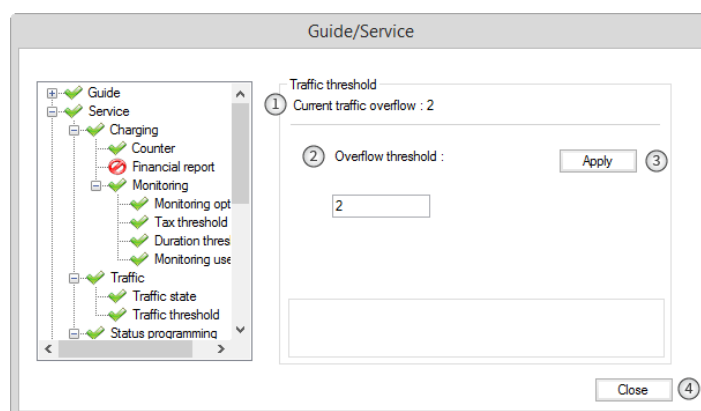 Guide/Service
Guide
Service
Charging
Counter
Financial report
Monitoring
Monitoring opt
Tax threshold
Duration thres
Monitoring use
Traffic
Traffic state
Traffic threshold
Status programming
Traffic threshold
1 Current traffic overflow : 2
2 Overflow threshold :
Apply 3
2
Close 4